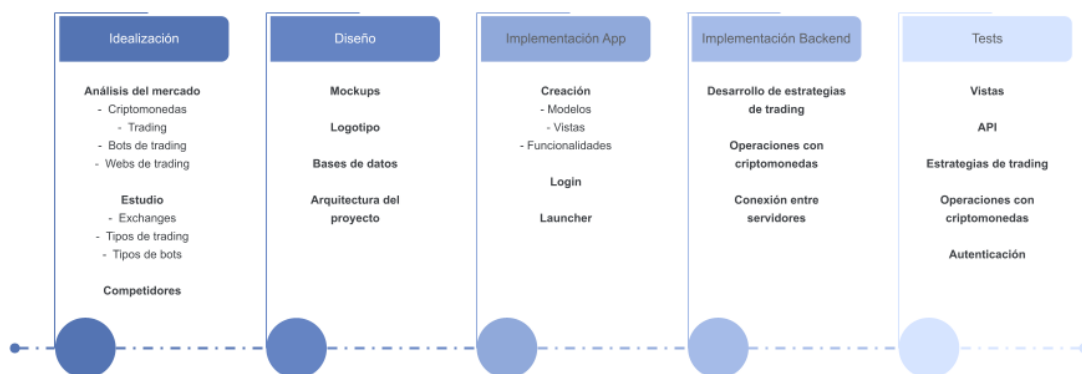 Idealización
Análisis del mercado
- Criptomonedas
- Trading
- Bots de trading
- Webs de trading
Estudio
- Exchanges
- Tipos de trading
- Tipos de bots
Competidores
Diseño
Mockups
Logotipo
Bases de datos
Arquitectura del
proyecto
Implementación App
Creación
- Modelos
- Vistas
- Funcionalidades
Login
Launcher
Implementación Backend
Desarrollo de estrategias
de trading
Operaciones con
criptomonedas
Conexión entre
servidores
Tests
Vistas
API
Estrategias de trading
Operaciones con
criptomonedas
Autenticación